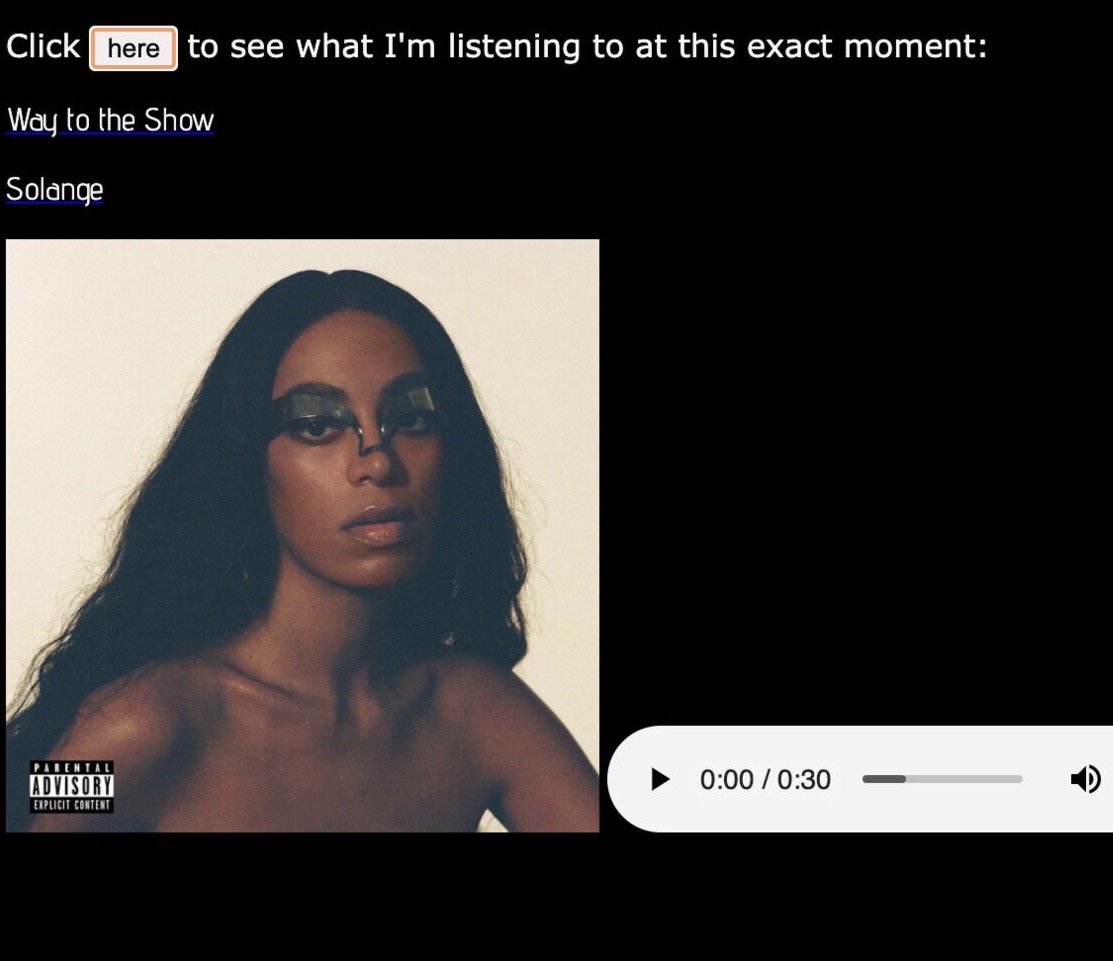 Click here to see what I'm listening to at this exact moment:
Way to the Show
Solange
PARENTAL
ADVISORY
EXPLICIT CONTENT
0:00 / 0:30